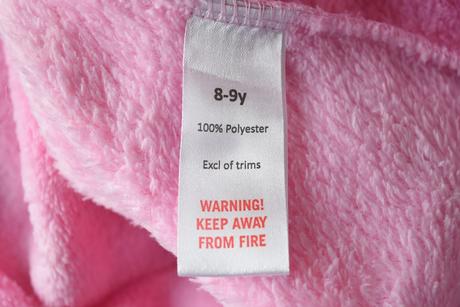 8-9y
100% Polyester
Excl of trims
WARNING!
KEEP AWAY
FROM FIRE